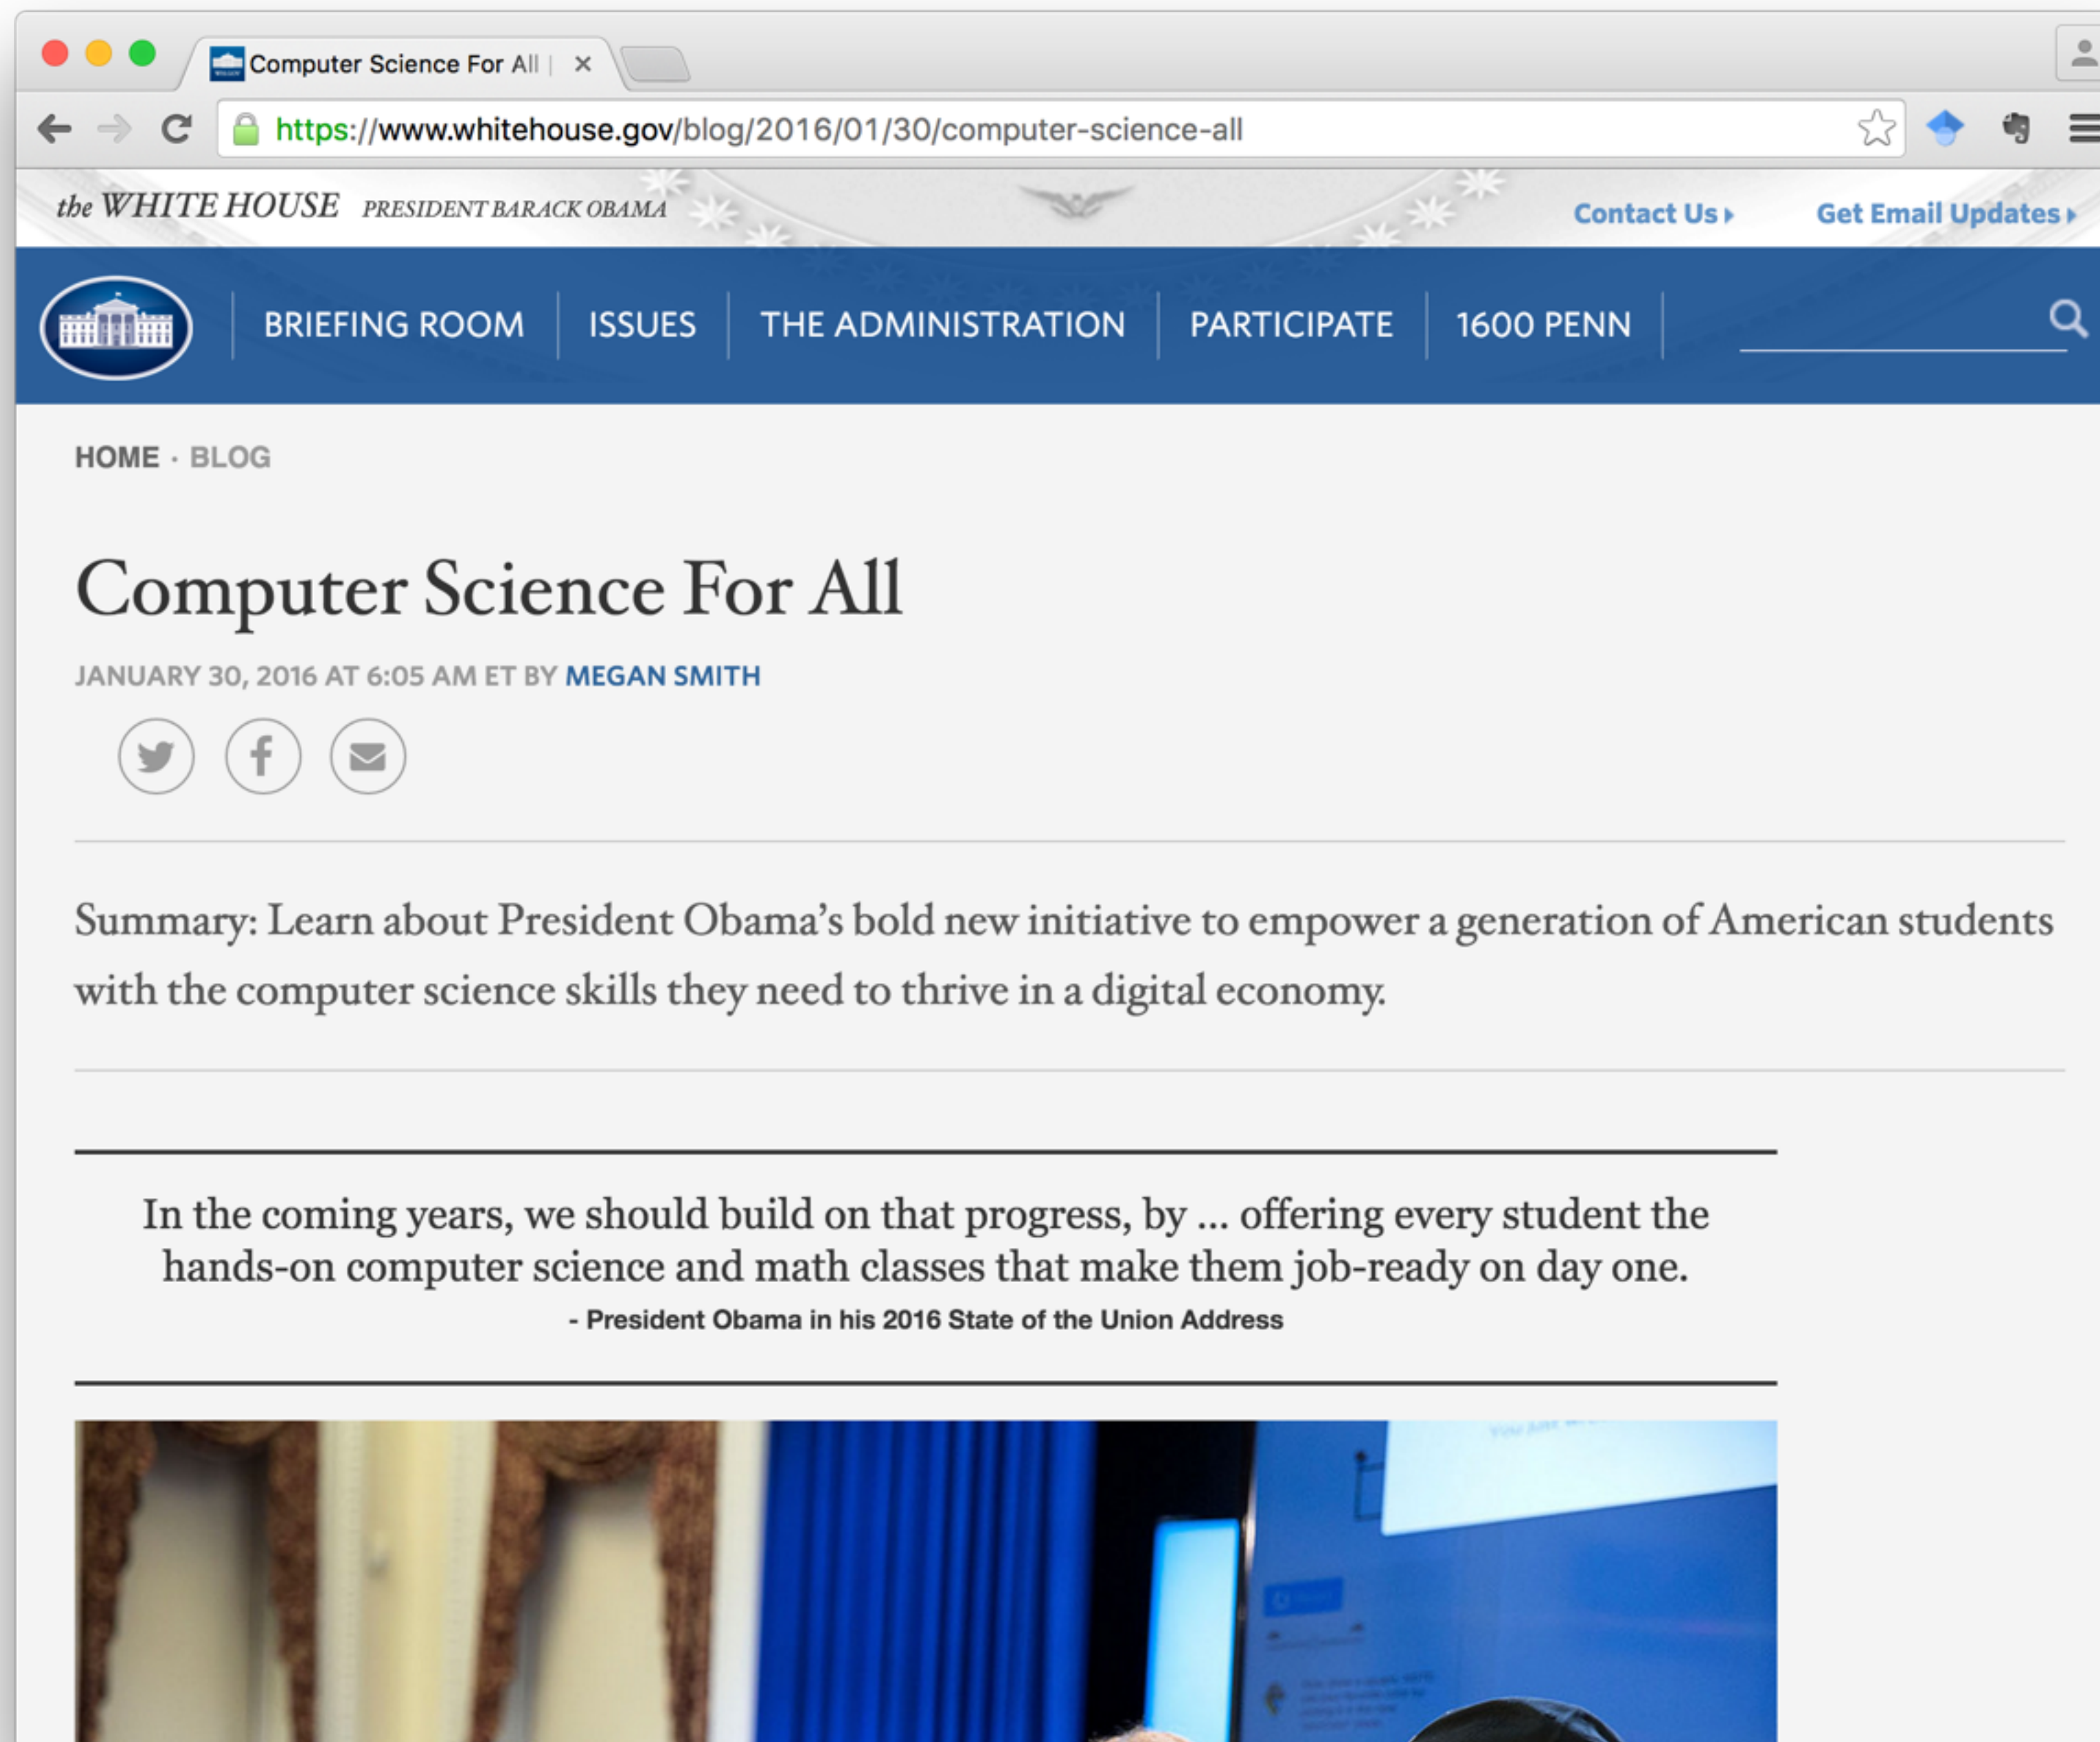 Computer Science For All |
https://www.whitehouse.gov/blog/2016/01/30/computer-science-all
the WHITE HOUSE PRESIDENT BARACK OBAMA
Contact Us
Get Email Updates
BRIEFING ROOM ISSUES THE ADMINISTRATION PARTICIPATE 1600 PENN
HOME · BLOG
Computer Science For All
JANUARY 30, 2016 AT 6:05 AM ET BY MEGAN SMITH
Summary: Learn about President Obama’s bold new initiative to empower a generation of American students
with the computer science skills they need to thrive in a digital economy.
In the coming years, we should build on that progress, by ... offering every student the
hands-on computer science and math classes that make them job-ready on day one.
- President Obama in his 2016 State of the Union Address